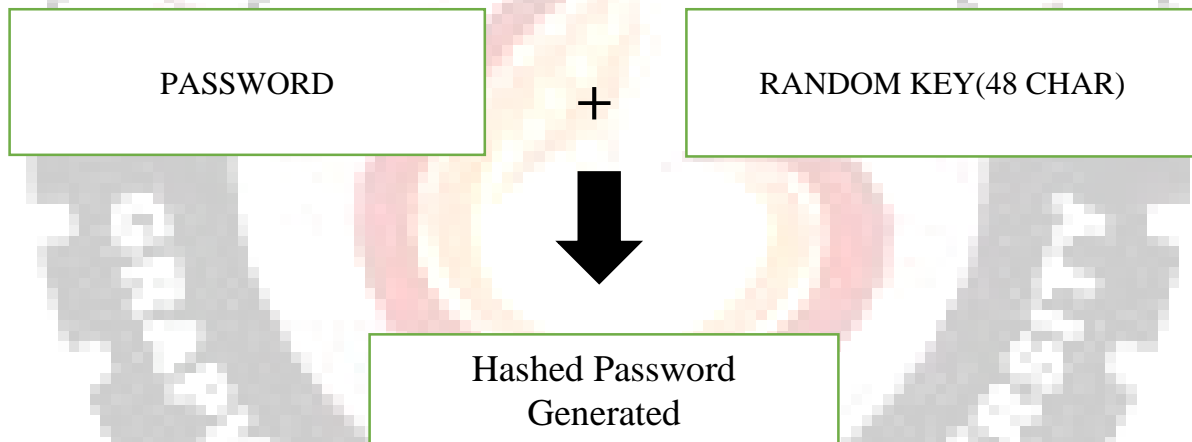 PASSWORD
+
RANDOM KEY(48 CHAR)
Hashed Password
Generated